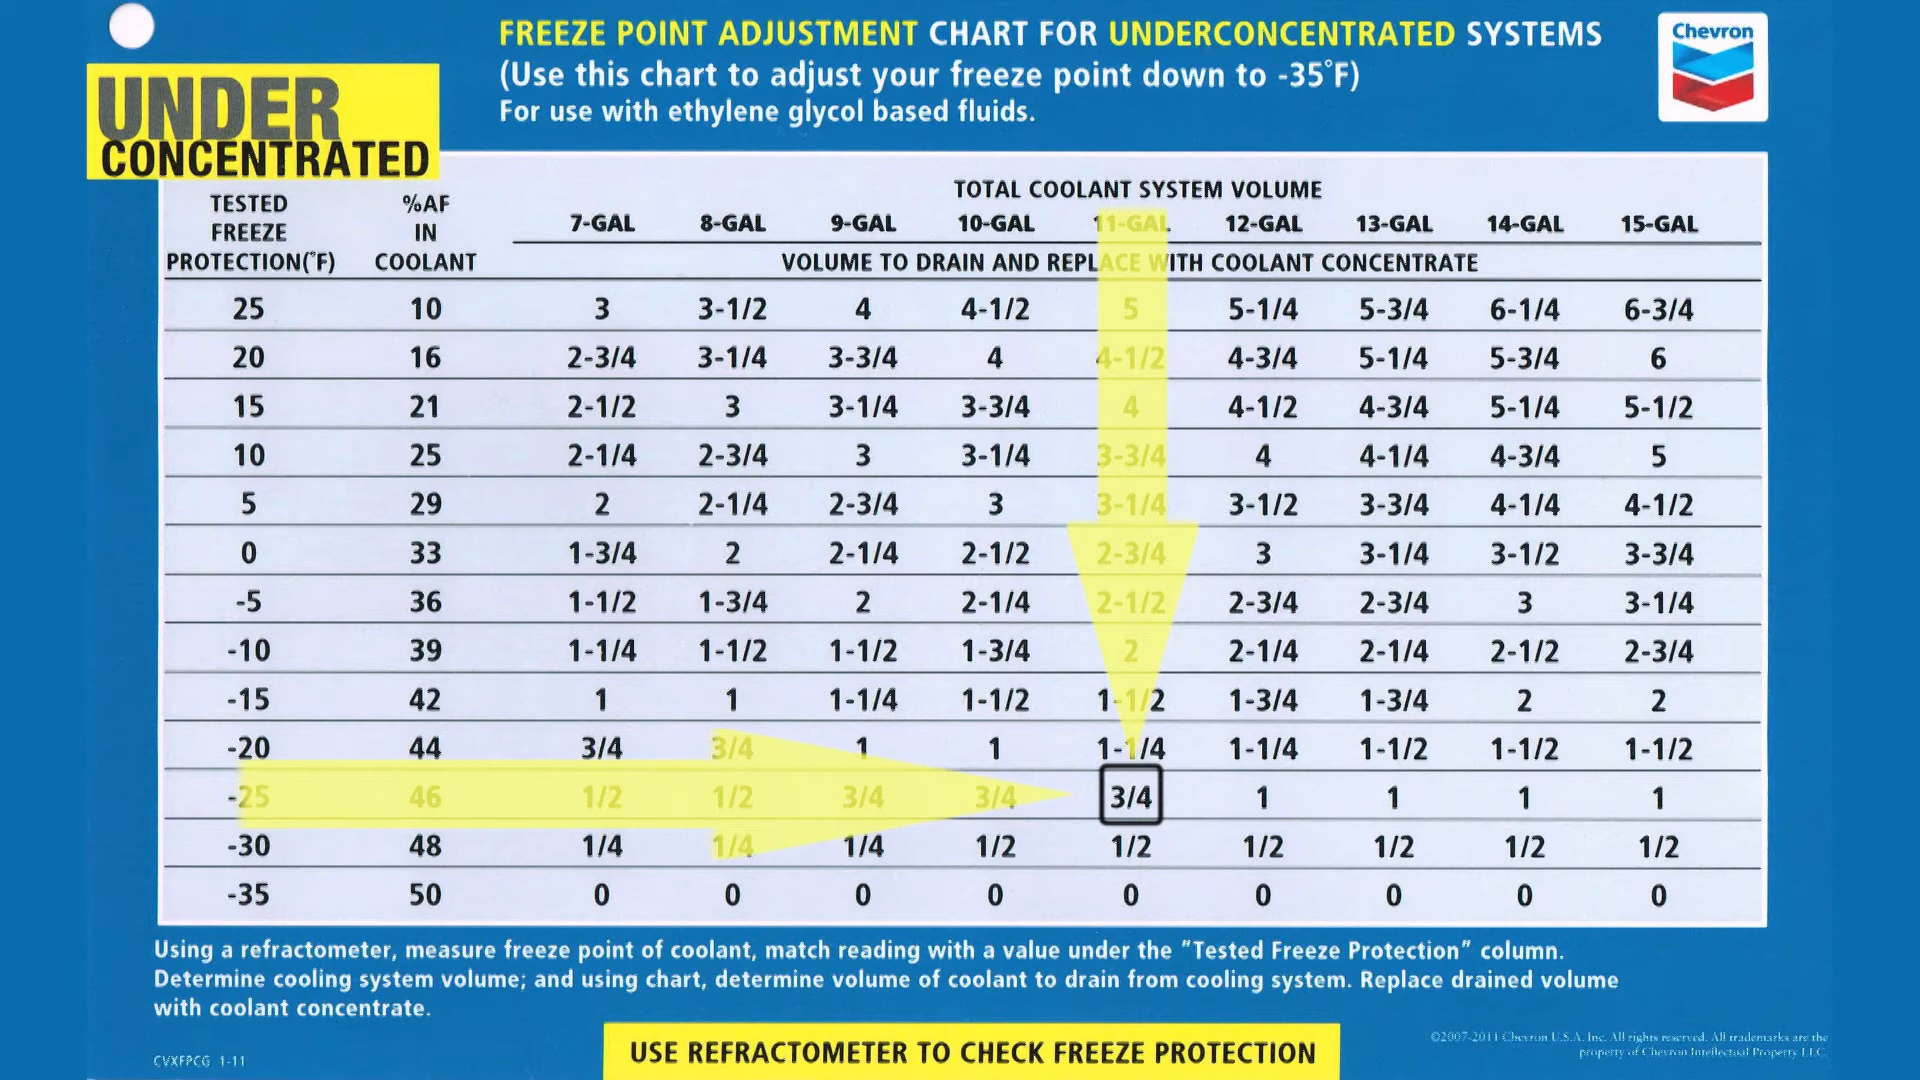 FREEZE POINT ADJUSTMENT CHART FOR UNDERCONCENTRATED SYSTEMS
(Use this chart to adjust your freeze point down to -35°F)
For use with ethylene glycol based fluids.
Chevron
UNDER
CONCENTRATED
TOTAL COOLANT SYSTEM VOLUME
TESTED FREEZE PROTECTION(°F) %AF IN COOLANT 7-GAL 8-GAL 9-GAL 10-GAL 11-GAL 12-GAL 13-GAL 14-GAL 15-GAL
VOLUME TO DRAIN AND REPLACE WITH COOLANT CONCENTRATE
25 10 3 3-1/2 4 4-1/2 5 5-1/4 5-3/4 6-1/4 6-3/4
20 16 2-3/4 3-1/4 3-3/4 4 4-1/2 4-3/4 5-1/4 5-3/4 6
15 21 2-1/2 3 3-1/4 3-3/4 4 4-1/2 4-3/4 5-1/4 5-1/2
10 25 2-1/4 2-3/4 3 3-1/4 3-3/4 4 4-1/4 4-3/4 5
5 29 2 2-1/4 2-3/4 3 3-1/4 3-1/2 3-3/4 4-1/4 4-1/2
0 33 1-3/4 2 2-1/4 2-1/2 2-3/4 3 3-1/4 3-1/2 3-3/4
-5 36 1-1/2 1-3/4 2 2-1/4 2-1/2 2-3/4 2-3/4 3 3-1/4
-10 39 1-1/4 1-1/2 1-1/2 1-3/4 2 2-1/4 2-1/4 2-1/2 2-3/4
-15 42 1 1 1-1/4 1-1/2 1-1/2 1-3/4 1-3/4 2 2
-20 44 3/4 3/4 1 1 1-1/4 1-1/4 1-1/2 1-1/2 1-1/2
-25 46 1/2 1/2 3/4 3/4 3/4 1 1 1 1
-30 48 1/4 1/4 1/4 1/2 1/2 1/2 1/2 1/2 1/2
-35 50 0 0 0 0 0 0 0 0 0
Using a refractometer, measure freeze point of coolant, match reading with a value under the "Tested Freeze Protection" column.
Determine cooling system volume; and using chart, determine volume of coolant to drain from cooling system. Replace drained volume
with coolant concentrate.
USE REFRACTOMETER TO CHECK FREEZE PROTECTION
CVXFPCG 1-11
©2007-2011 Chevron U.S.A. Inc. All rights reserved. All trademarks are the
property of Chevron Intellectual Property LLC.